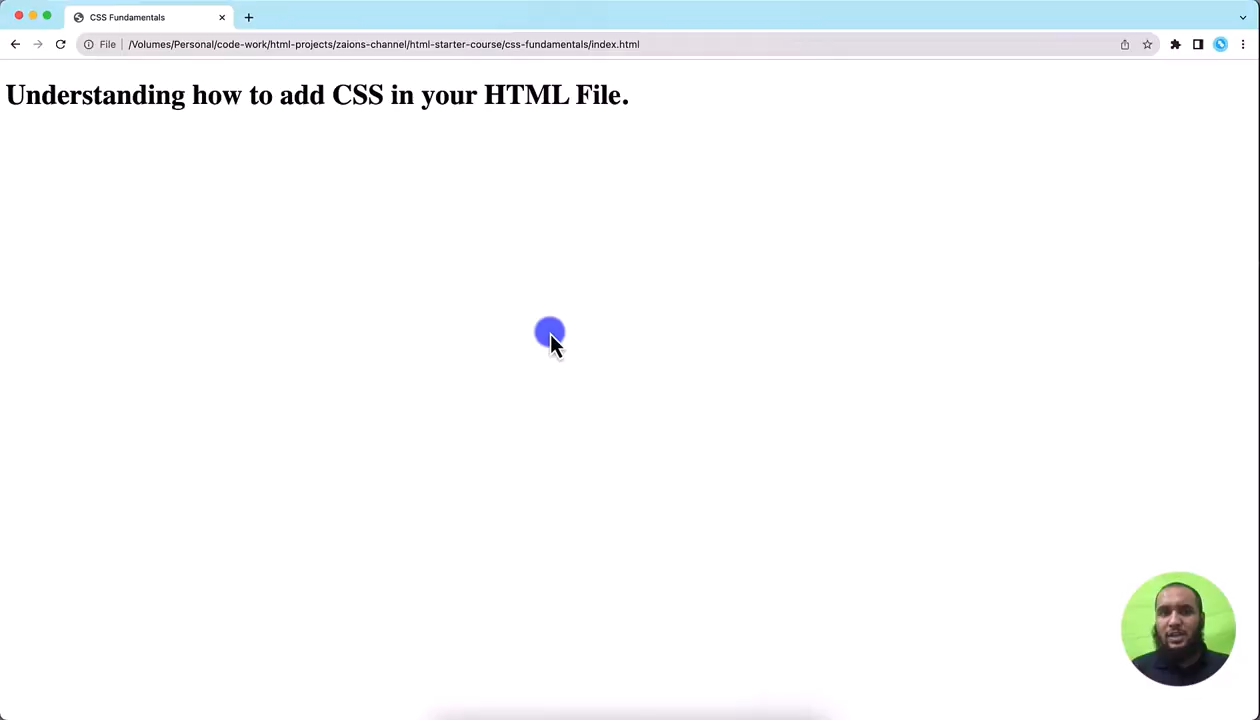 CSS Fundamentals
File /Volumes/Personal/code-work/html-projects/zaions-channel/html-starter-course/css-fundamentals/index.html
Understanding how to add CSS in your HTML File.